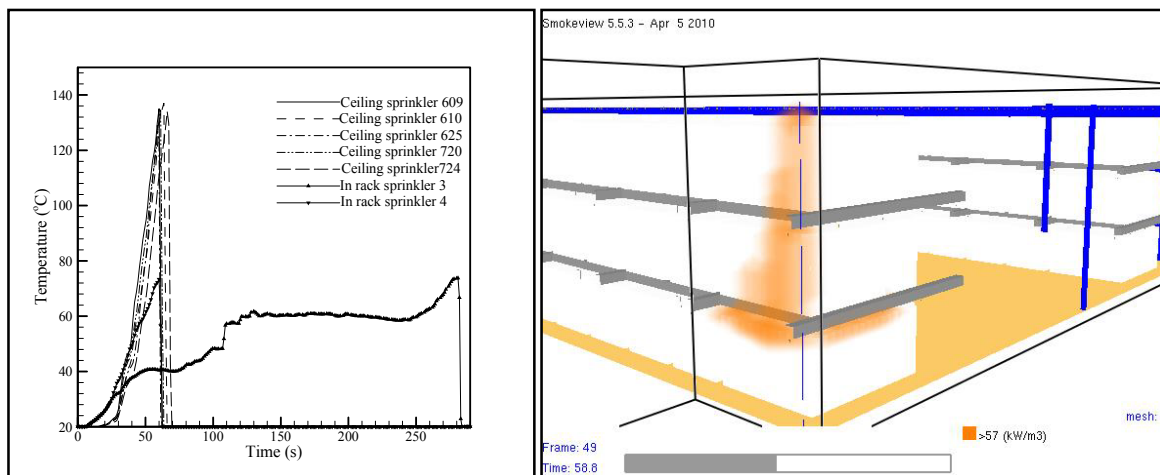 140
120
100
80
60
40
20
Temperature (°C)
0 50 100 150 200 250
Time (s)
Ceiling sprinkler 609
Ceiling sprinkler 610
Ceiling sprinkler 625
Ceiling sprinkler 720
Ceiling sprinkler724
In rack sprinkler 3
In rack sprinkler 4
Smokeview 5.5.3 – Apr 5 2010
>57 (kW/m3)
mesh:
Frame: 49
Time: 58.8